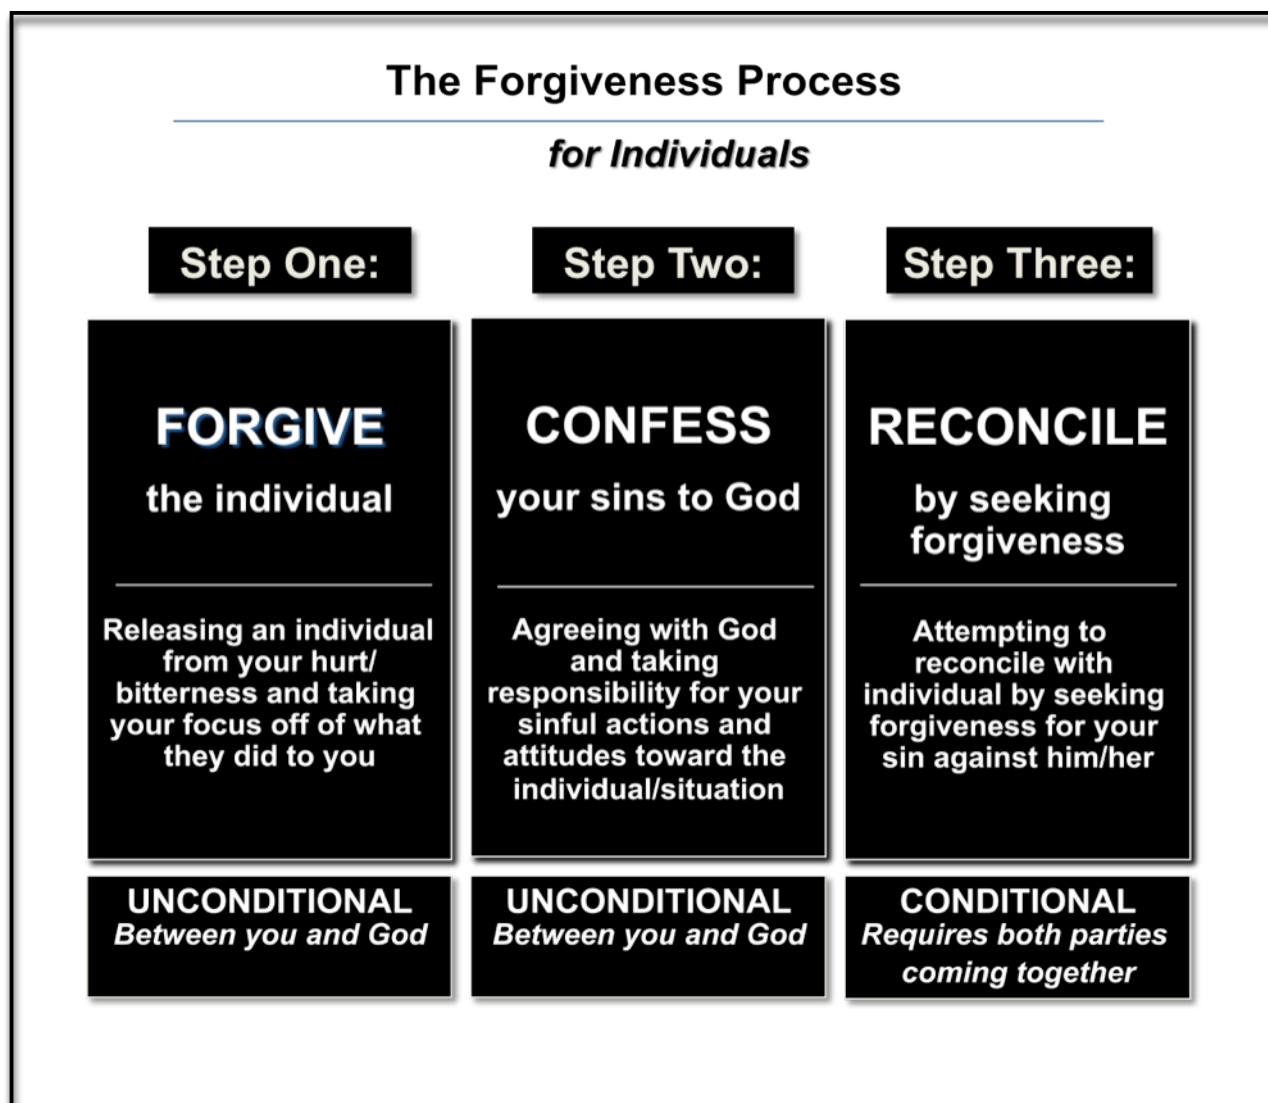 The Forgiveness Process
for Individuals
Step One:
FORGIVE
the individual
Releasing an individual
from your hurt/
bitterness and taking
your focus off of what
they did to you
UNCONDITIONAL
Between you and God
Step Two:
CONFESS
your sins to God
Agreeing with God
and taking
responsibility for your
sinful actions and
attitudes toward the
individual/situation
UNCONDITIONAL
Between you and God
Step Three:
RECONCILE
by seeking
forgiveness
Attempting to
reconcile with
individual by seeking
forgiveness for your
sin against him/her
CONDITIONAL
Requires both parties
coming together